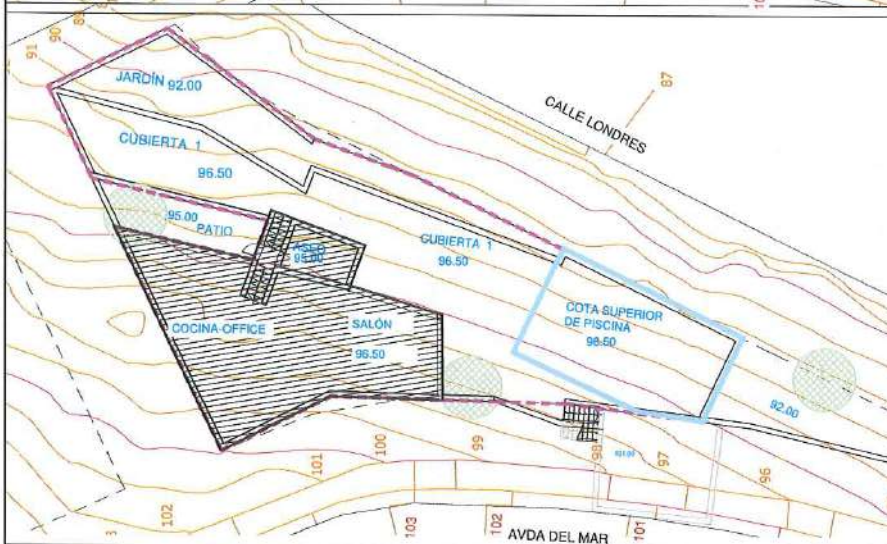 89
90
91
87
JARDÍN 92.00
CALLE LONDRES
CUBIERTA 1
96.50
95.00
PATIO
ASEO
95.00
CUBIERTA 1
96.50
COTA SUPERIOR
DE PISCINA
COCINA-OFFICE
SALÓN
96.50
92.00
99
100
101
102
98
97
96
103
102
101
AVDA DEL MAR